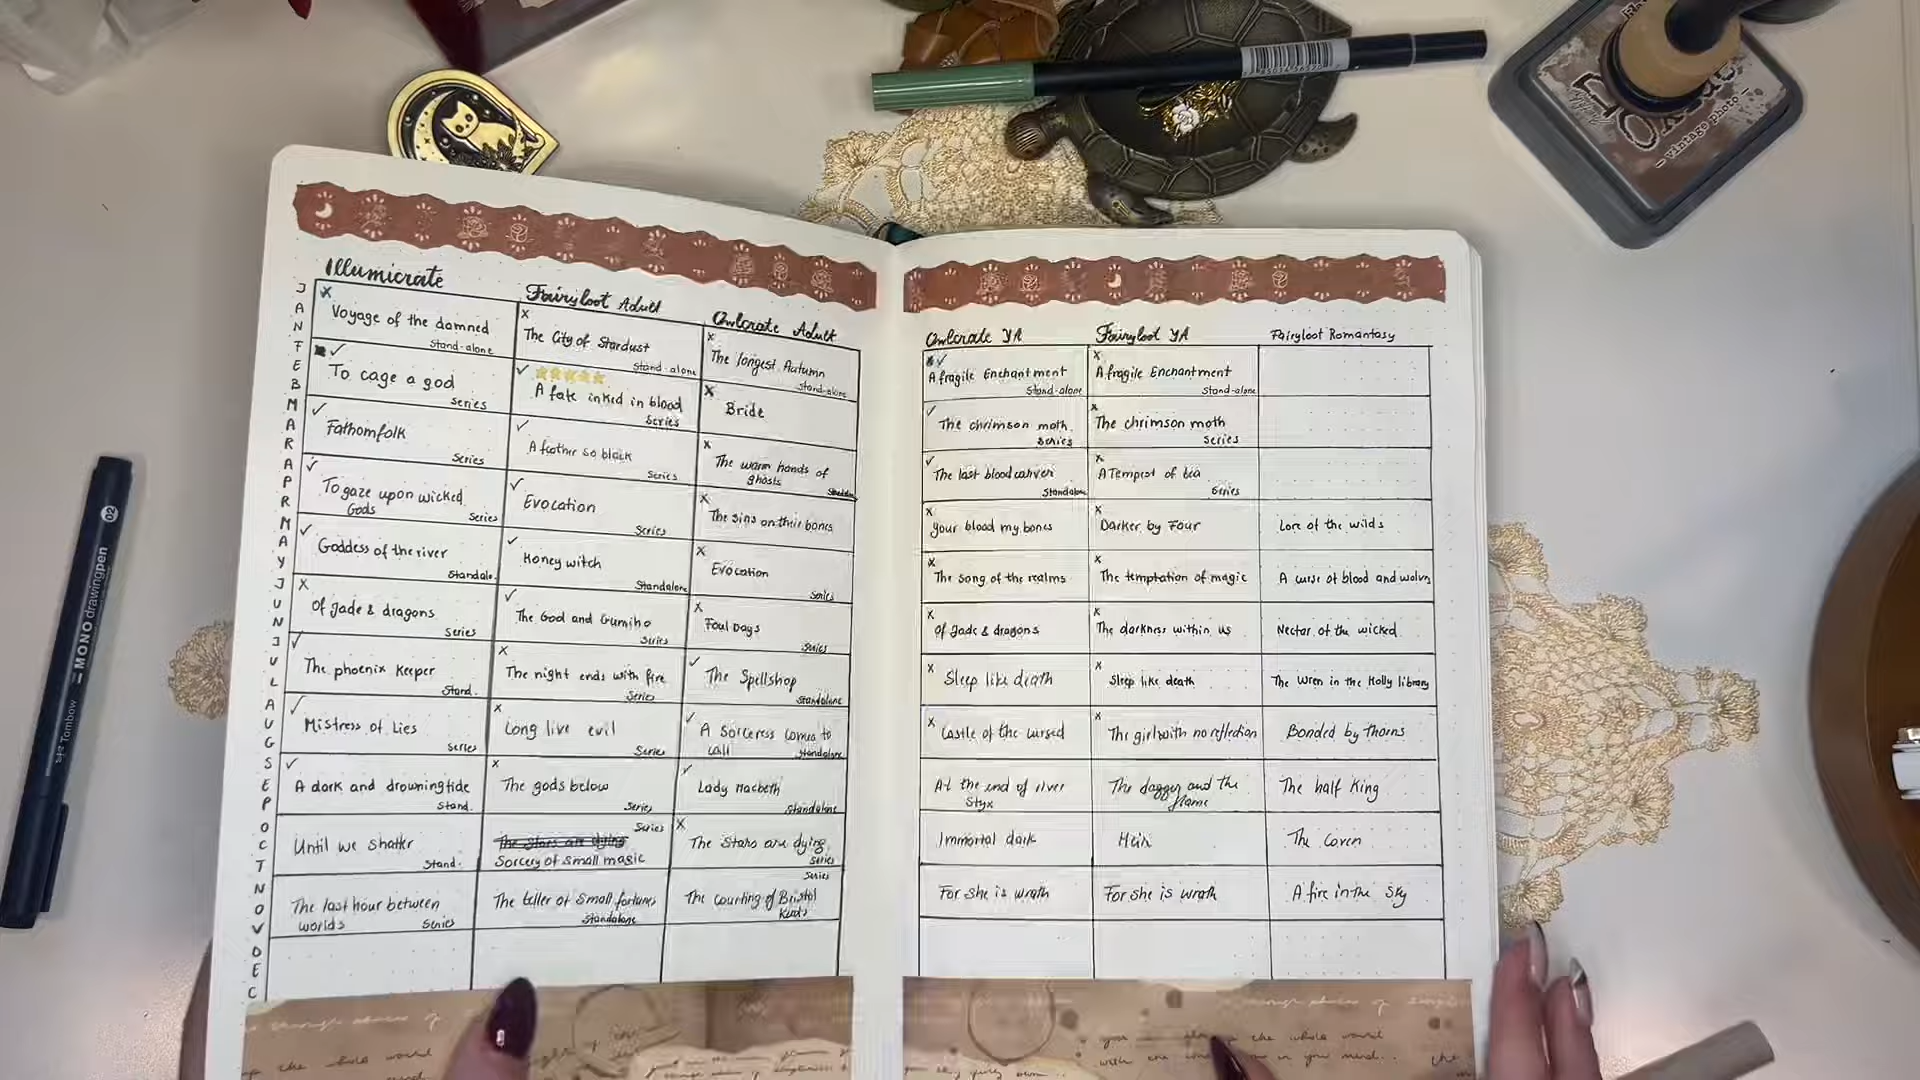 Illumicrate
JAN FEB MAR APR MAY JUN JUL AUG SEP OCT NOV DEC
x
Voyage of the damned
Stand-alone
✓
To cage a god
series
✓
Fathomfolk
Series
✓
To gaze upon wicked
Gods
Series
✓
Goddess of the river
Standalo.
x
Of Jade & dragons
Series
✓
The phoenix Keeper
Stand.
✓
Mistress of Lies
Series
✓
A dark and drowning tide
Stand.
Until we shatter
Stand.
The last hour between
worlds
Series
Fairyloot Adult
x
The City of Stardust
Stand-alone
✓
A fate inked in blood
Series
✓
A feather so black
Series
✓
Evocation
Series
✓
Honey witch
Standalone
✓
The God and Gumiho
Series
x
The night ends with fire
Series
x
Long live evil
Series
x
The gods below
Series
Series
The Stars are dying
Sorcery of Small magic
The teller of Small fortunes
Standalone
Owlcrate Adult
x
The longest Autumn
Stand-alone
x
Bride
x
The warm hands of
ghosts
x
The sins on their bones
x
Evocation
Series
x
Foul Days
Series
✓
The Spellshop
Standalone
✓
A Sorceress comes to
call
Standalone
✓
Lady Macbeth
Standalone
x
The Stars are dying
Series
Series
The courting of Bristol
Keats
Owlcrate YA
✓
A fragile Enchantment
Stand-alone
✓
The chrimson moth
Series
✓
The last blood carver
Standalone
x
Your blood my bones
x
The song of the realms
x
Of Jade & dragons
x
Sleep like death
x
Castle of the cursed
At the end of river
Styx
Immortal dark
For she is wrath
Fairyloot YA
x
A fragile Enchantment
Stand-alone
x
The chrimson moth
Series
x
A Tempest of tea
Series
x
Darker by Four
x
The temptation of magic
x
The darkness within us
x
Sleep like death
x
The girl with no reflection
The dagger and the
flame
For she is wrath
Fairyloot Romantasy
Lore of the wilds
A curse of blood and wolves
Nectar of the wicked
The Wren in the Holly library
Bonded by thorns
The half King
The Coven
A fire in the Sky
Tombow
MONO drawing pen
02
vintage photo